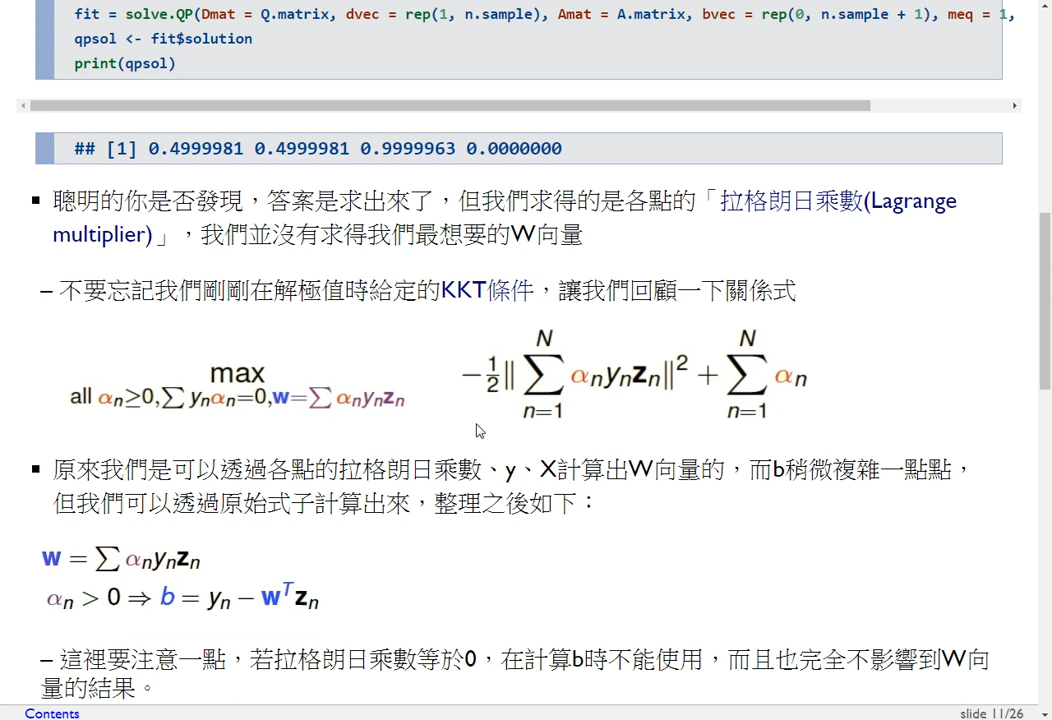 fit = solve.QP(Dmat = Q.matrix, dvec = rep(1, n.sample), Amat = A.matrix, bvec = rep(0, n.sample + 1), meq = 1,
qpsol <- fit$solution
print(qpsol)
## [1] 0.4999981 0.4999981 0.9999963 0.0000000
▪ 聰明的你是否發現，答案是求出來了，但我們求得的是各點的「拉格朗日乘數(Lagrange
multiplier)」，我們並沒有求得我們最想要的W向量
– 不要忘記我們剛剛在解極值時給定的KKT條件，讓我們回顧一下關係式
max −½‖∑ₙ₌₁ᴺ αₙyₙzₙ‖² + ∑ₙ₌₁ᴺ αₙ
all αₙ≥0,∑yₙαₙ=0,w=∑αₙyₙzₙ
▪ 原來我們是可以透過各點的拉格朗日乘數、y、X計算出W向量的，而b稍微複雜一點點，
但我們可以透過原始式子計算出來，整理之後如下：
w = ∑ αₙyₙzₙ
αₙ > 0 ⇒ b = yₙ − wᵀzₙ
– 這裡要注意一點，若拉格朗日乘數等於0，在計算b時不能使用，而且也完全不影響到W向
量的結果。
Contents
slide 11/26